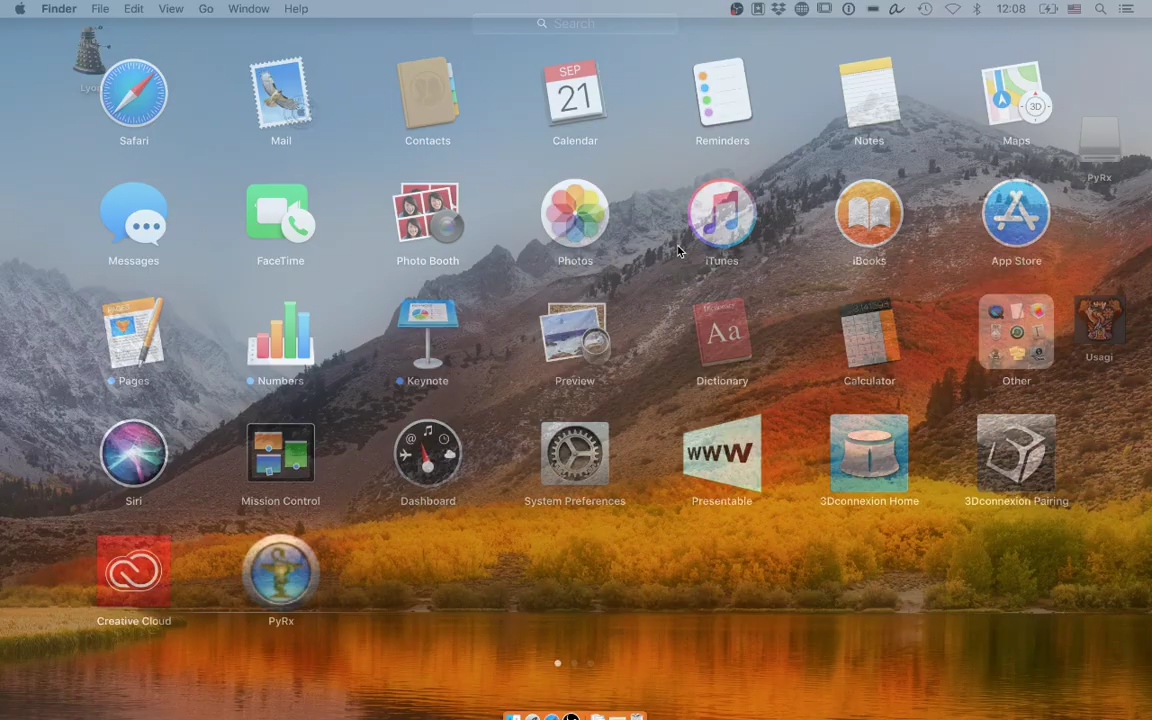 Finder File Edit View Go Window Help 12:08
Search
Safari Mail Contacts SEP 21 Calendar Reminders Notes 3D Maps
PyRx
Messages FaceTime Photo Booth Photos iTunes iBooks App Store
Aa
Usagi
Pages Numbers Keynote Preview Dictionary Calculator Other
www
Siri Mission Control Dashboard System Preferences Presentable 3Dconnexion Home 3Dconnexion Pairing
Creative Cloud PyRx